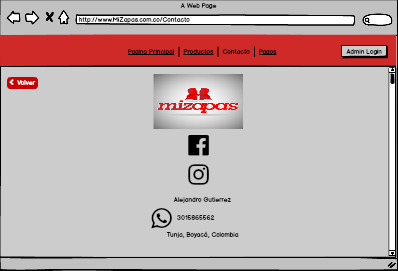 A Web Page
http://www.MiZapas.com.co/Contacto
Pagina Principal Productos Contacto Pagos Admin Login
Volver
mizapas
Alejandro Gutierrez
3015865562
Tunja, Boyacá, Colombia